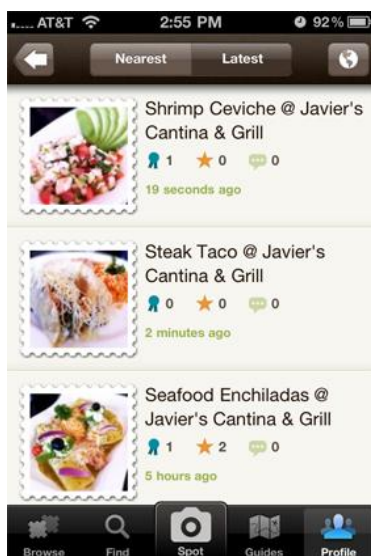 AT&T 2:55 PM 92%
Nearest Latest
Shrimp Ceviche @ Javier's
Cantina & Grill
1 0 0
19 seconds ago
Steak Taco @ Javier's
Cantina & Grill
0 0 0
2 minutes ago
Seafood Enchiladas @
Javier's Cantina & Grill
1 2 0
5 hours ago
Browse Find Spot Guides Profile